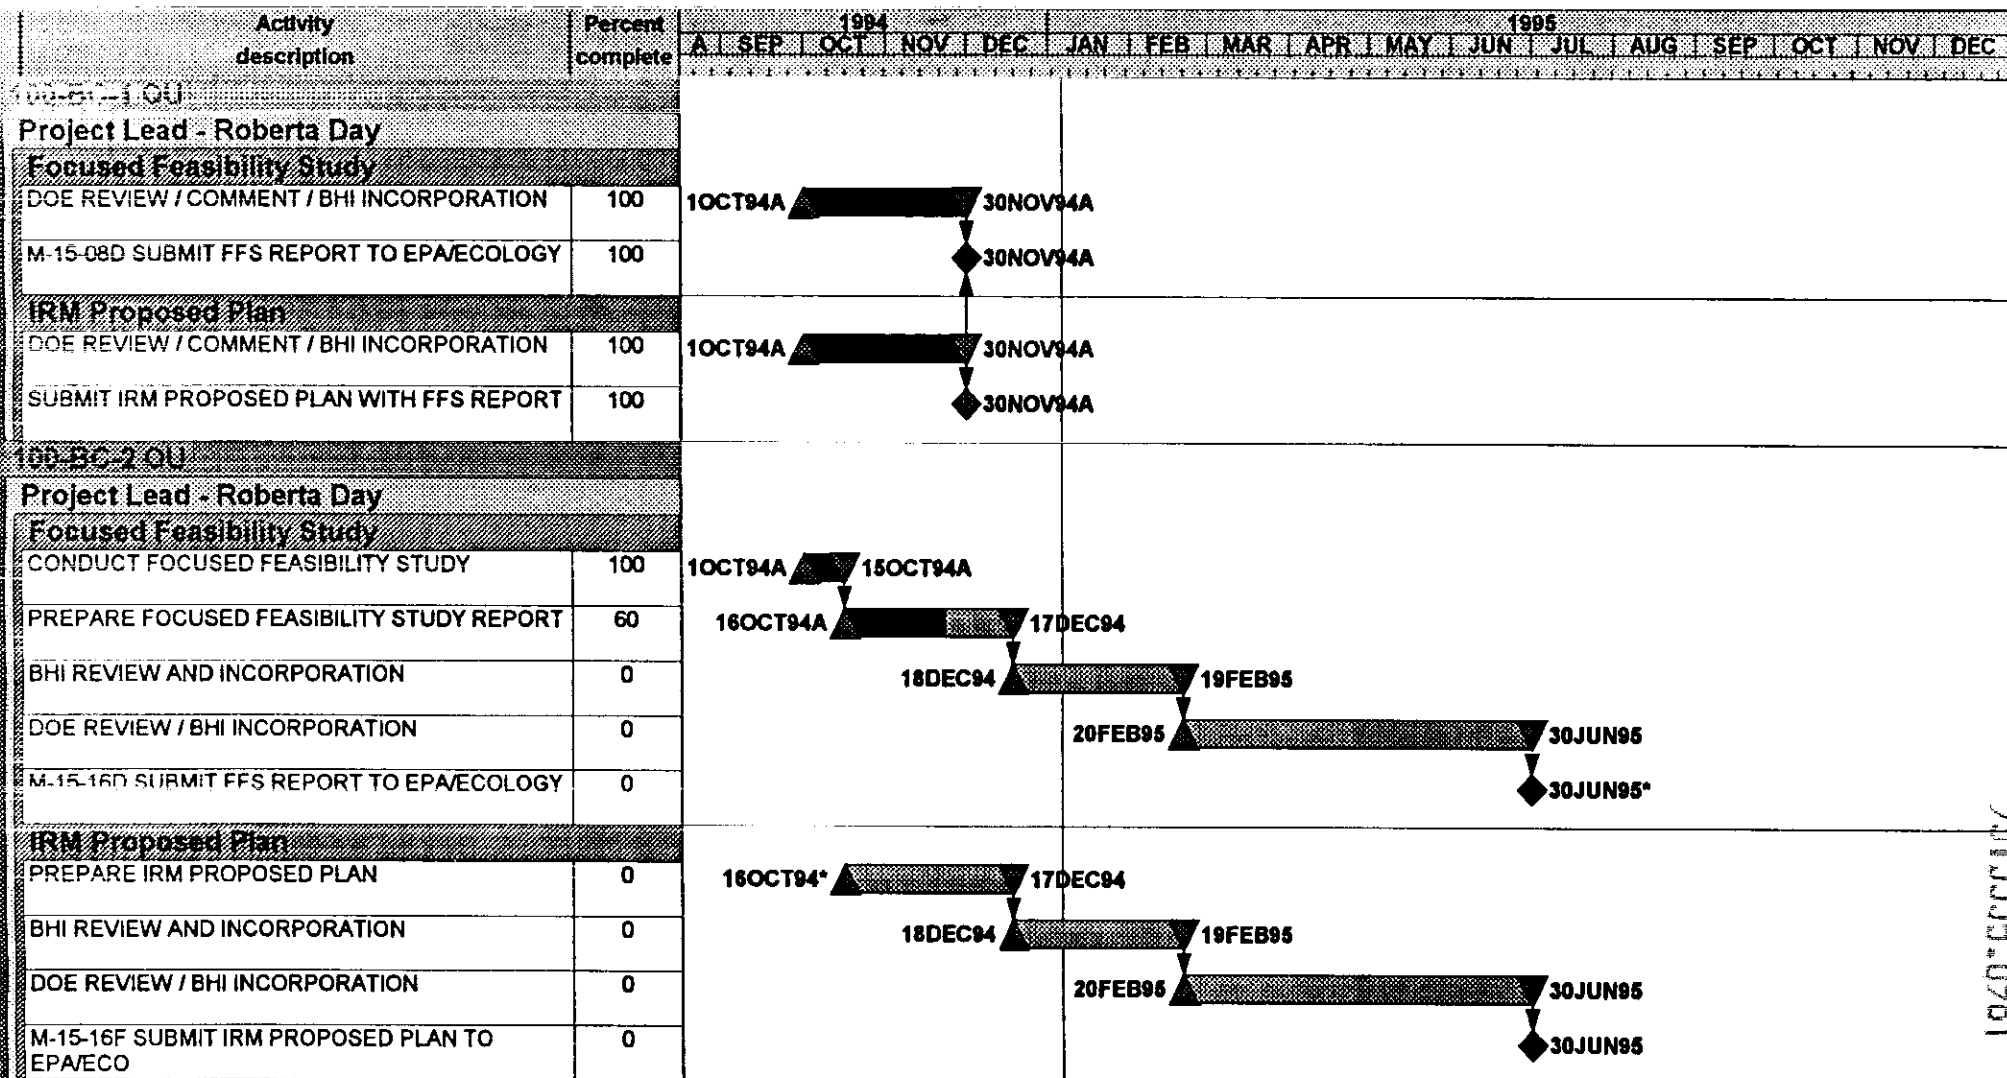 Activity description Percent complete 1994 1995
A SEP OCT NOV DEC JAN FEB MAR APR MAY JUN JUL AUG SEP OCT NOV DEC
100-BC-1 OU
Project Lead - Roberta Day
Focused Feasibility Study
DOE REVIEW / COMMENT / BHI INCORPORATION 100 1OCT94A 30NOV94A
M-15-08D SUBMIT FFS REPORT TO EPA/ECOLOGY 100 30NOV94A
IRM Proposed Plan
DOE REVIEW / COMMENT / BHI INCORPORATION 100 1OCT94A 30NOV94A
SUBMIT IRM PROPOSED PLAN WITH FFS REPORT 100 30NOV94A
100-BC-2 OU
Project Lead - Roberta Day
Focused Feasibility Study
CONDUCT FOCUSED FEASIBILITY STUDY 100 1OCT94A 15OCT94A
PREPARE FOCUSED FEASIBILITY STUDY REPORT 60 16OCT94A 17DEC94
BHI REVIEW AND INCORPORATION 0 18DEC94 19FEB95
DOE REVIEW / BHI INCORPORATION 0 20FEB95 30JUN95
M-15-16D SUBMIT FFS REPORT TO EPA/ECOLOGY 0 30JUN95*
IRM Proposed Plan
PREPARE IRM PROPOSED PLAN 0 16OCT94* 17DEC94
BHI REVIEW AND INCORPORATION 0 18DEC94 19FEB95
DOE REVIEW / BHI INCORPORATION 0 20FEB95 30JUN95
M-15-16F SUBMIT IRM PROPOSED PLAN TO 0 30JUN95
EPA/ECO